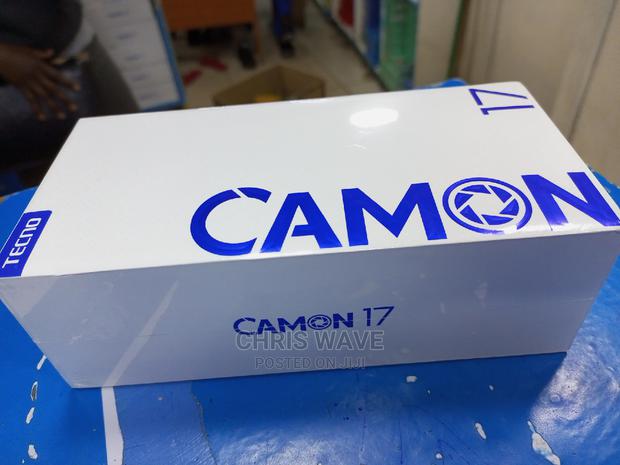 17
CAMON
TECNO
CAMON 17
CHRIS WAVE
POSTED ON JIJI